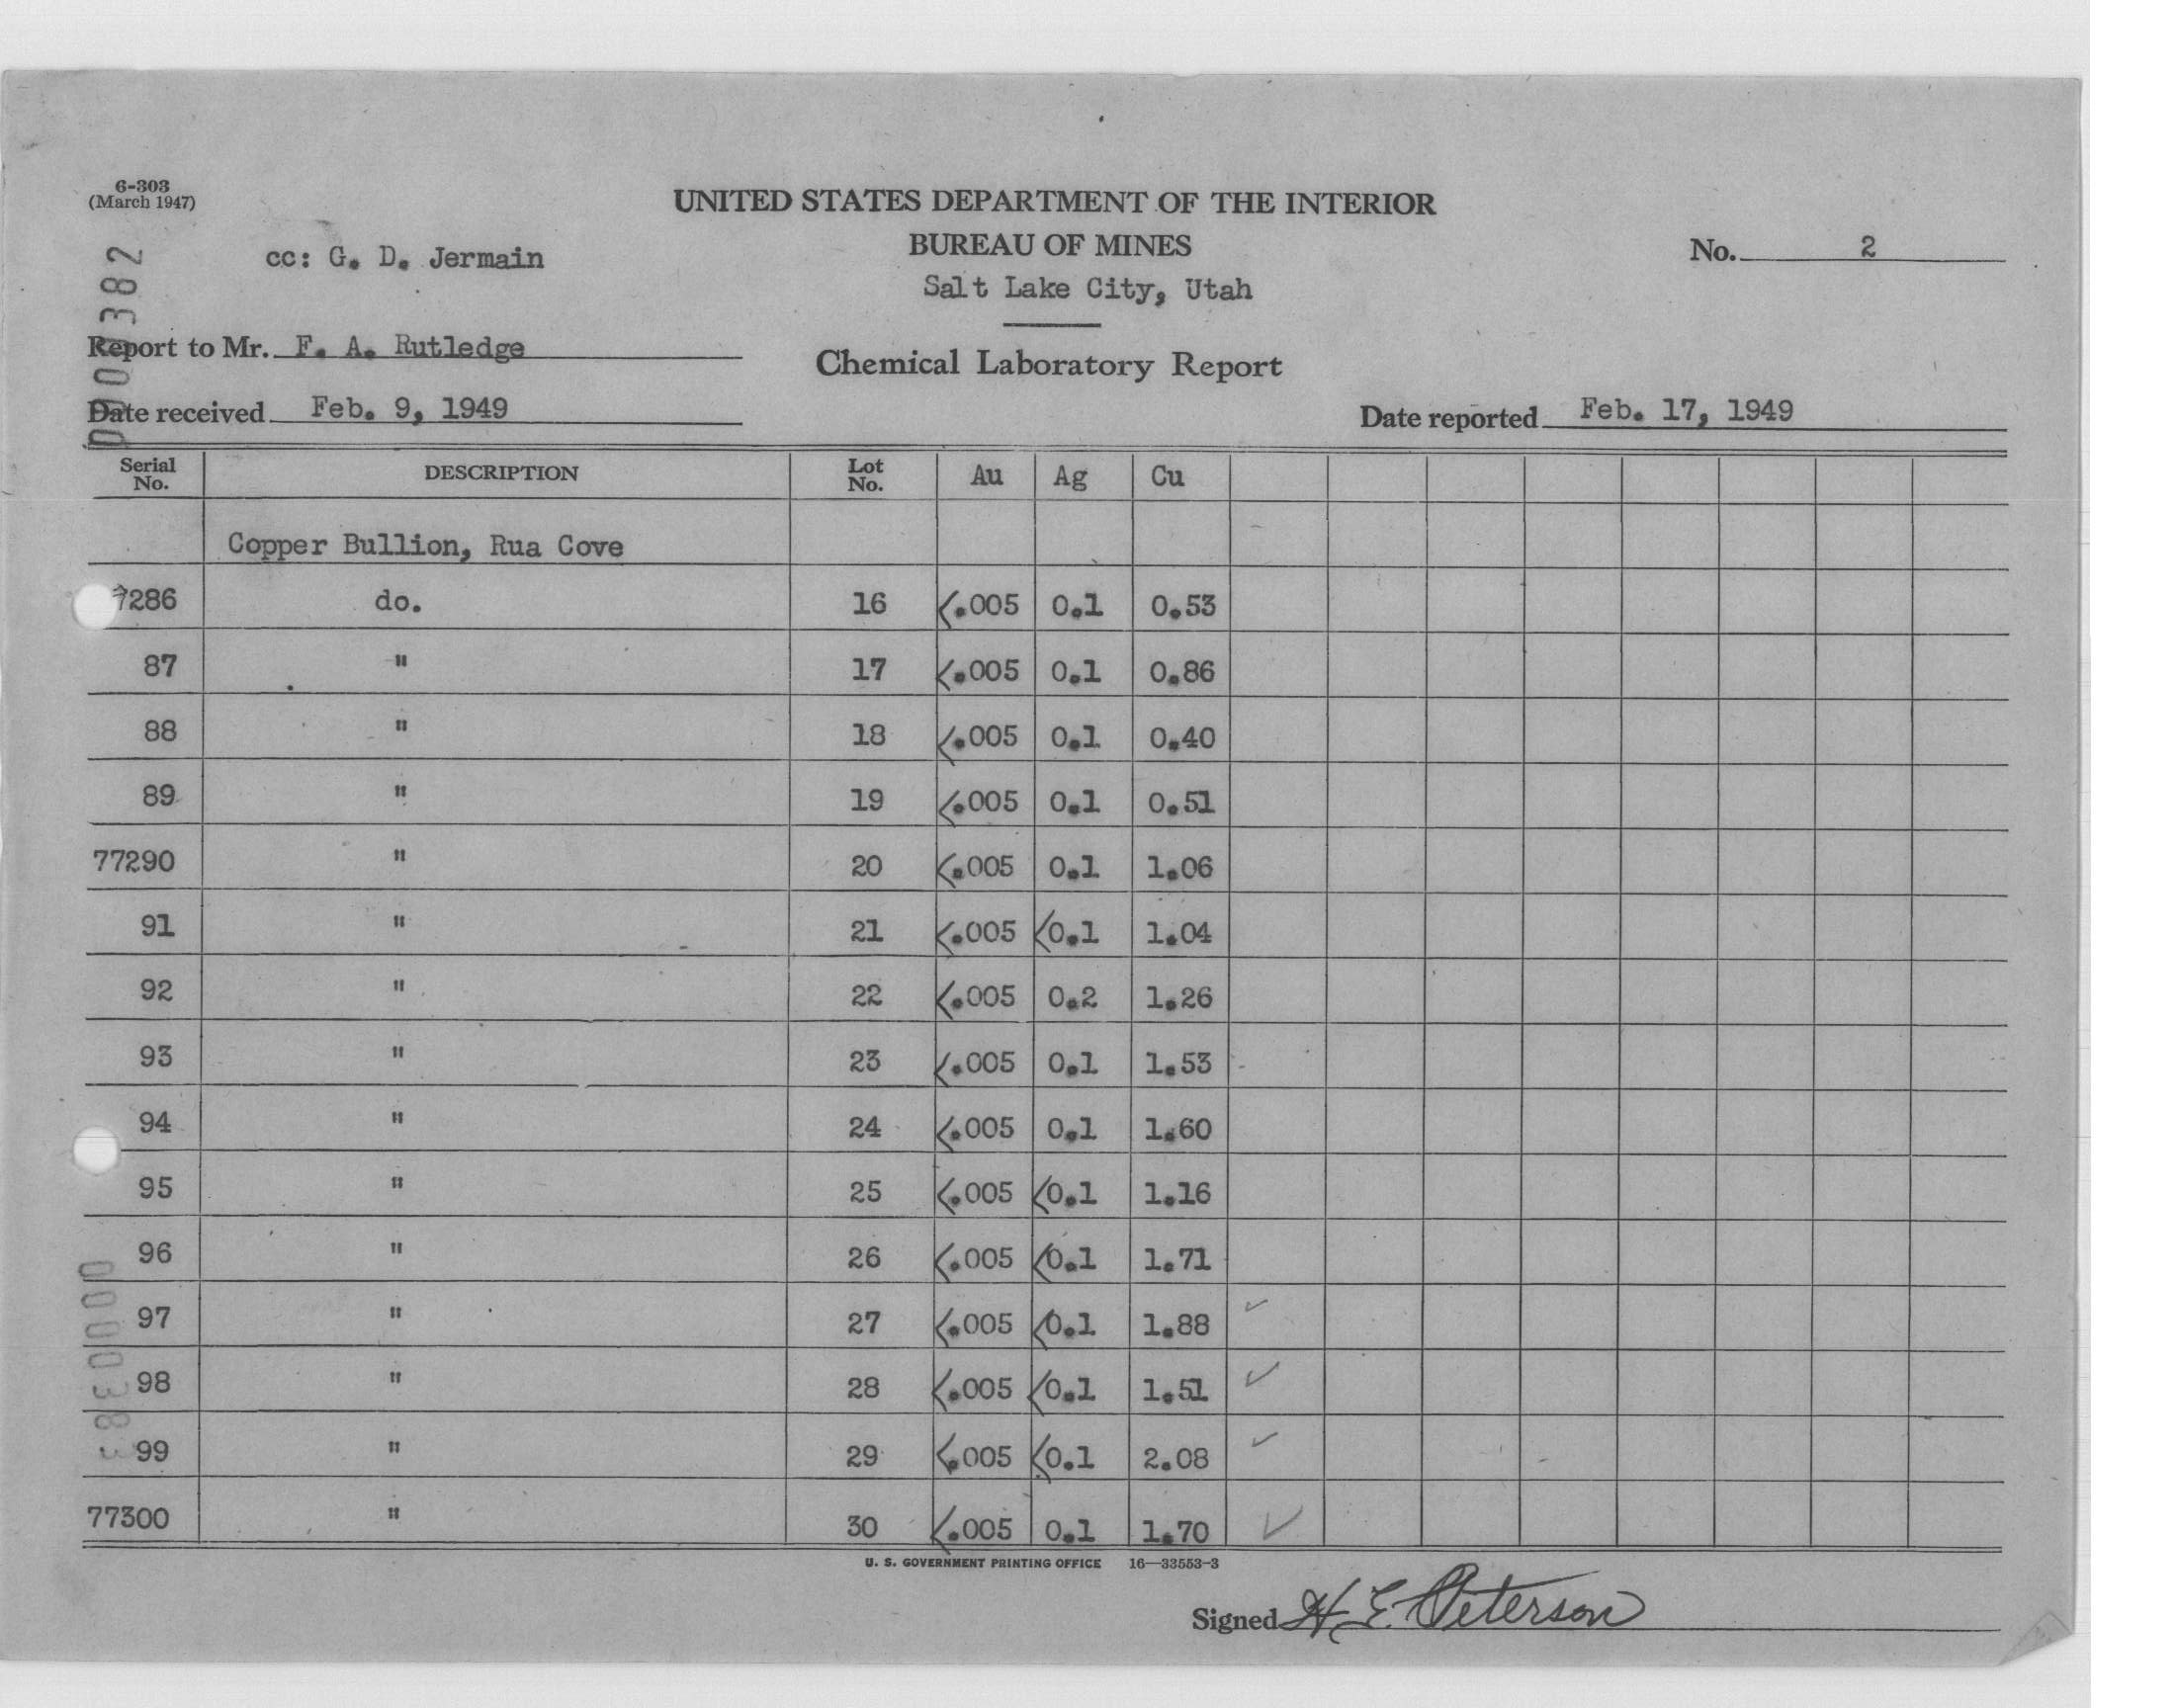 6-303
(March 1947)
UNITED STATES DEPARTMENT OF THE INTERIOR
cc: G. D. Jermain
BUREAU OF MINES
No. 2
Salt Lake City, Utah
000382
Report to Mr. F. A. Rutledge
Chemical Laboratory Report
Date received Feb. 9, 1949
Date reported Feb. 17, 1949
Serial No. DESCRIPTION Lot No. Au Ag Cu
Copper Bullion, Rua Cove
7286 do. 16 <.005 0.1 0.53
87 " 17 <.005 0.1 0.86
88 " 18 <.005 0.1 0.40
89 " 19 <.005 0.1 0.51
77290 " 20 <.005 0.1 1.06
91 " 21 <.005 <0.1 1.04
92 " 22 <.005 0.2 1.26
93 " 23 <.005 0.1 1.53
94 " 24 <.005 0.1 1.60
95 " 25 <.005 <0.1 1.16
96 " 26 <.005 <0.1 1.71
97 " 27 <.005 <0.1 1.88 ✓
98 " 28 <.005 <0.1 1.51 ✓
99 " 29 <.005 <0.1 2.08 ✓
77300 " 30 <.005 0.1 1.70 ✓
U. S. GOVERNMENT PRINTING OFFICE 16—33553-3
Signed H. E. Peterson